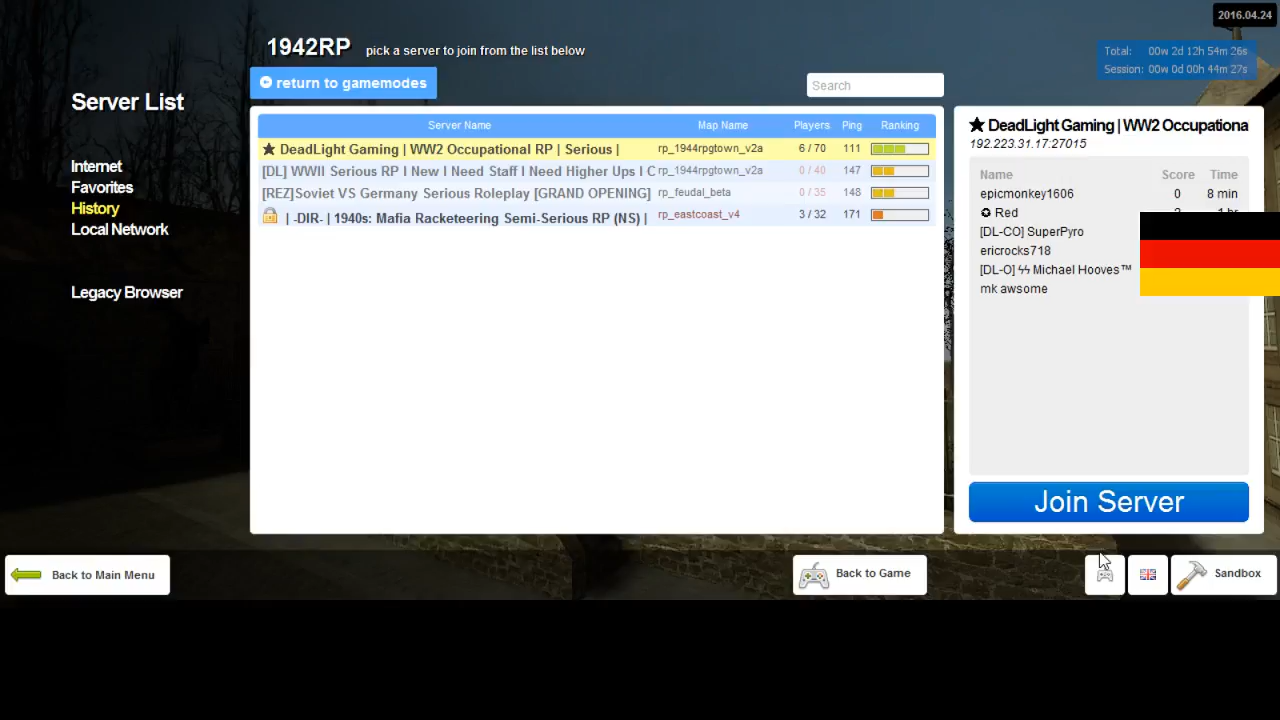 2016.04.24
1942RP pick a server to join from the list below
Total: 00w 2d 12h 54m 26s
Session: 00w 0d 00h 44m 27s
return to gamemodes
Search
Server List
Internet
Favorites
History
Local Network
Legacy Browser
Server Name Map Name Players Ping Ranking
DeadLight Gaming | WW2 Occupational RP | Serious | rp_1944rpgtown_v2a 6 / 70 111
[DL] WWII Serious RP I New I Need Staff I Need Higher Ups I C rp_1944rpgtown_v2a 0 / 40 147
[REZ]Soviet VS Germany Serious Roleplay [GRAND OPENING] rp_feudal_beta 0 / 35 148
| -DIR- | 1940s: Mafia Racketeering Semi-Serious RP (NS) | rp_eastcoast_v4 3 / 32 171
★ DeadLight Gaming | WW2 Occupationa
192.223.31.17:27015
Name Score Time
epicmonkey1606 0 8 min
✪ Red
[DL-CO] SuperPyro
ericrocks718
[DL-O] ϟϟ Michael Hooves™
mk awsome
Join Server
Back to Main Menu
Back to Game
Sandbox